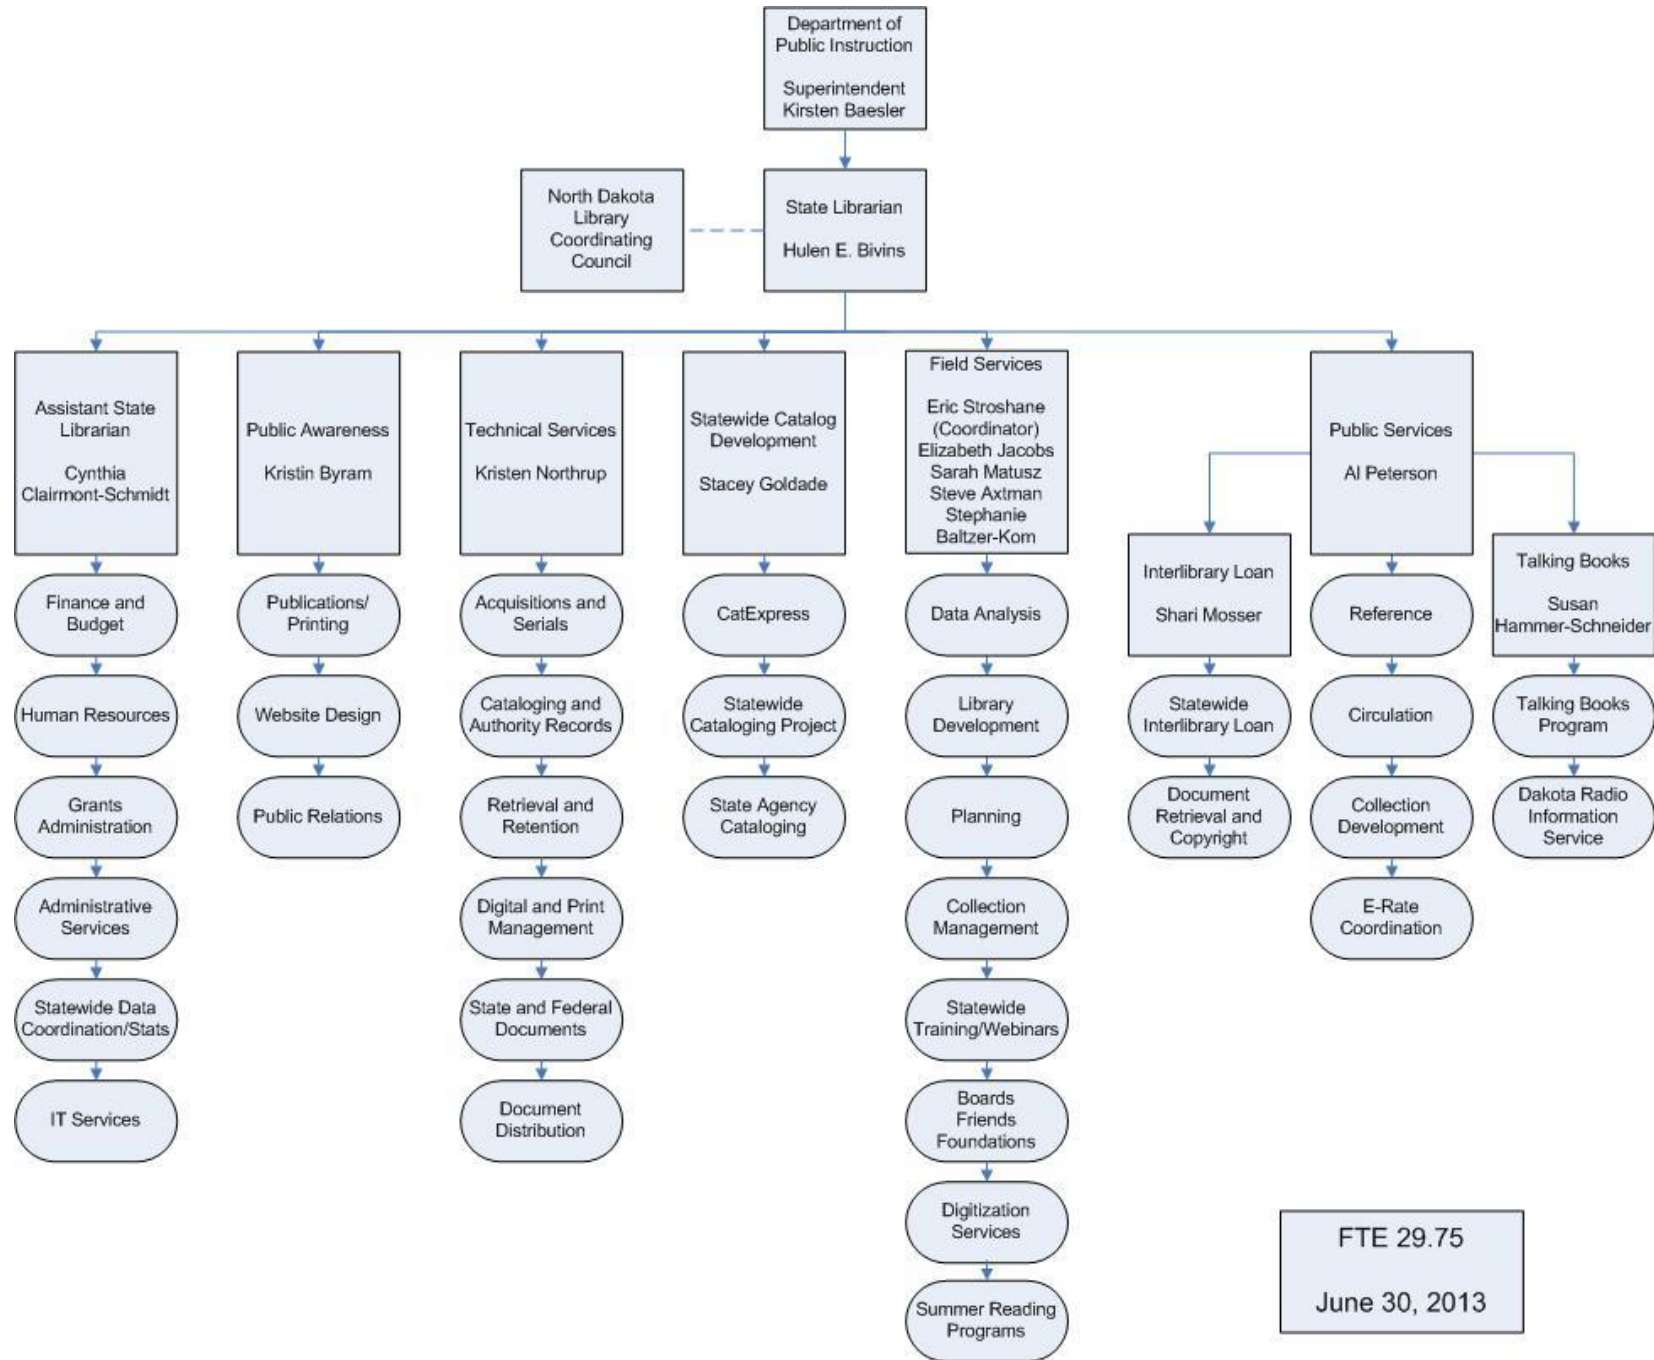 Department of
Public Instruction
Superintendent
Kirsten Baesler
North Dakota
Library
Coordinating
Council
State Librarian
Hulen E. Bivins
Assistant State
Librarian
Cynthia
Clairmont-Schmidt
Finance and
Budget
Human Resources
Grants
Administration
Administrative
Services
Statewide Data
Coordination/Stats
IT Services
Public Awareness
Kristin Byram
Publications/
Printing
Website Design
Public Relations
Technical Services
Kristen Northrup
Acquisitions and
Serials
Cataloging and
Authority Records
Retrieval and
Retention
Digital and Print
Management
State and Federal
Documents
Document
Distribution
Statewide Catalog
Development
Stacey Goldade
CatExpress
Statewide
Cataloging Project
State Agency
Cataloging
Field Services
Eric Stroshane
(Coordinator)
Elizabeth Jacobs
Sarah Matusz
Steve Axtman
Stephanie
Baltzer-Kom
Data Analysis
Library
Development
Planning
Collection
Management
Statewide
Training/Webinars
Boards
Friends
Foundations
Digitization
Services
Summer Reading
Programs
Public Services
Al Peterson
Interlibrary Loan
Shari Mosser
Statewide
Interlibrary Loan
Document
Retrieval and
Copyright
Reference
Circulation
Collection
Development
E-Rate
Coordination
Talking Books
Susan
Hammer-Schneider
Talking Books
Program
Dakota Radio
Information
Service
FTE 29.75
June 30, 2013